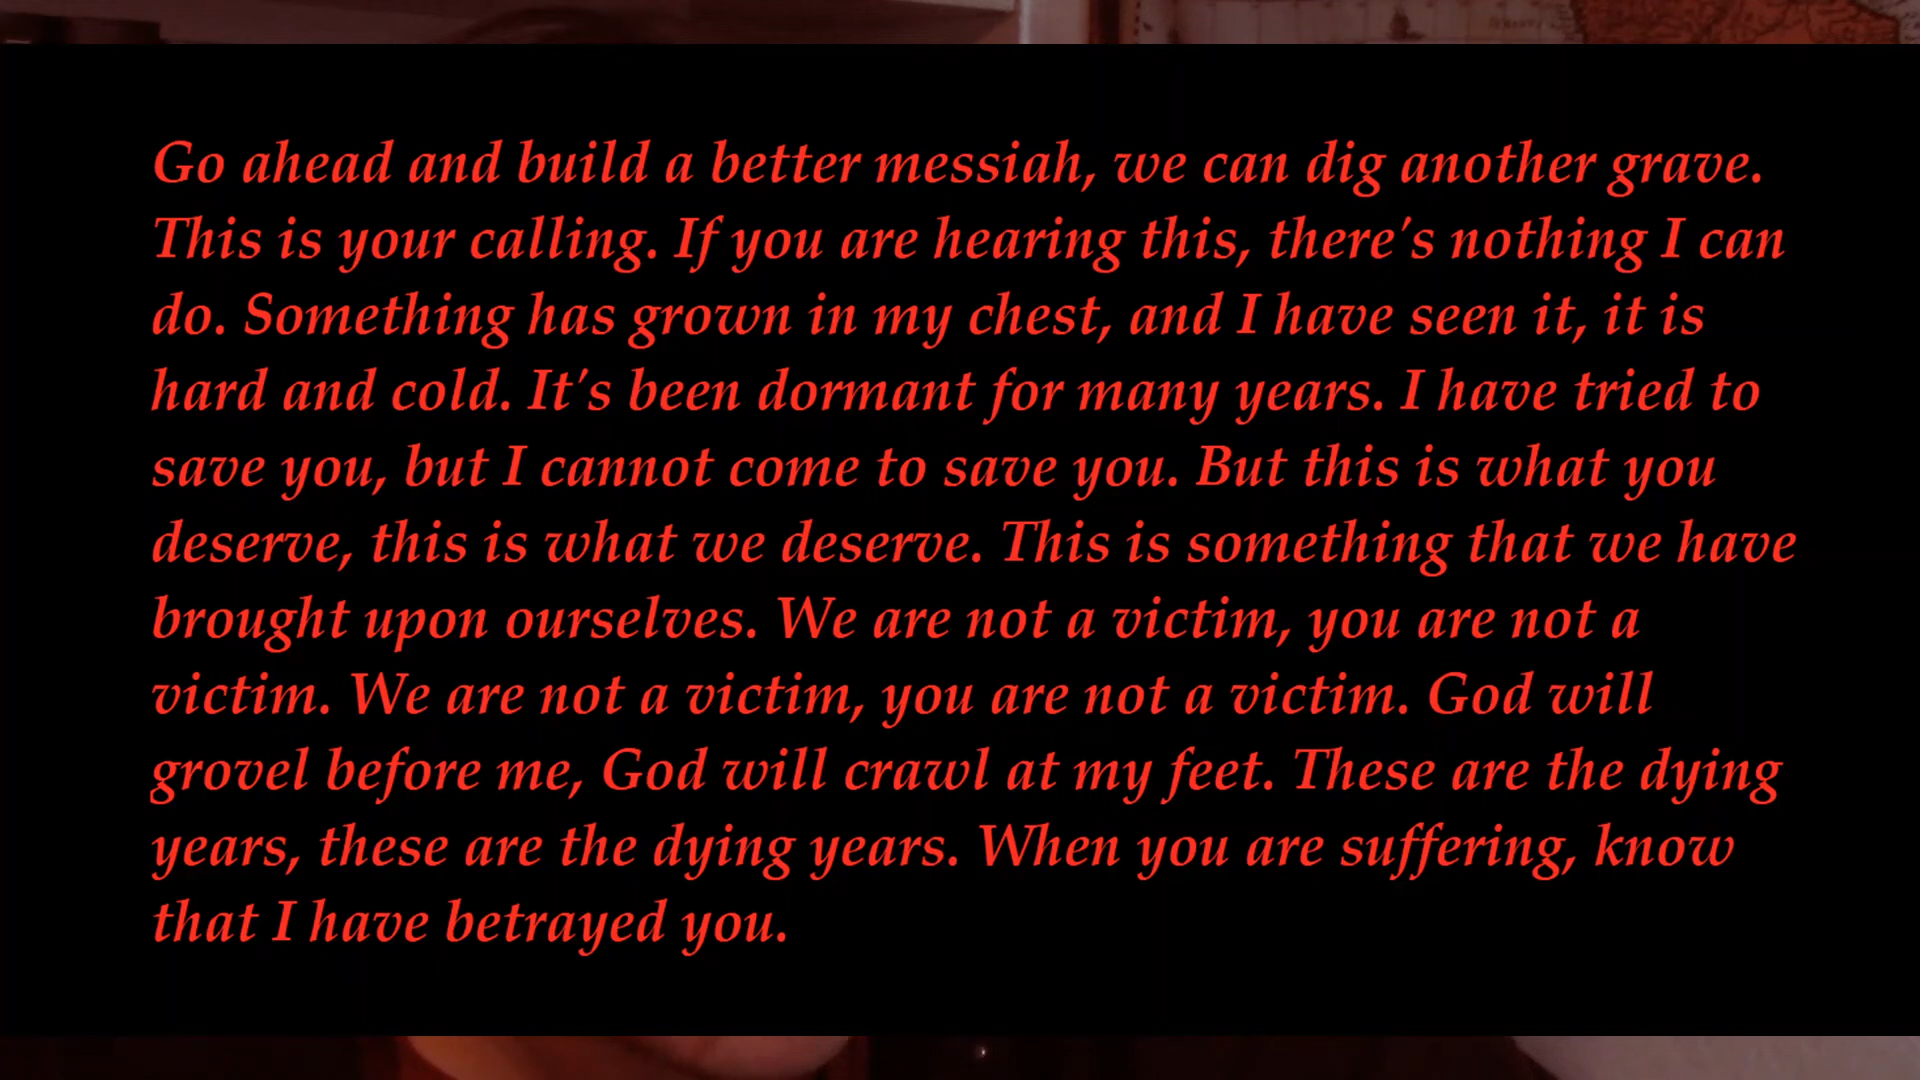 Go ahead and build a better messiah, we can dig another grave.
This is your calling. If you are hearing this, there's nothing I can
do. Something has grown in my chest, and I have seen it, it is
hard and cold. It's been dormant for many years. I have tried to
save you, but I cannot come to save you. But this is what you
deserve, this is what we deserve. This is something that we have
brought upon ourselves. We are not a victim, you are not a
victim. We are not a victim, you are not a victim. God will
grovel before me, God will crawl at my feet. These are the dying
years, these are the dying years. When you are suffering, know
that I have betrayed you.